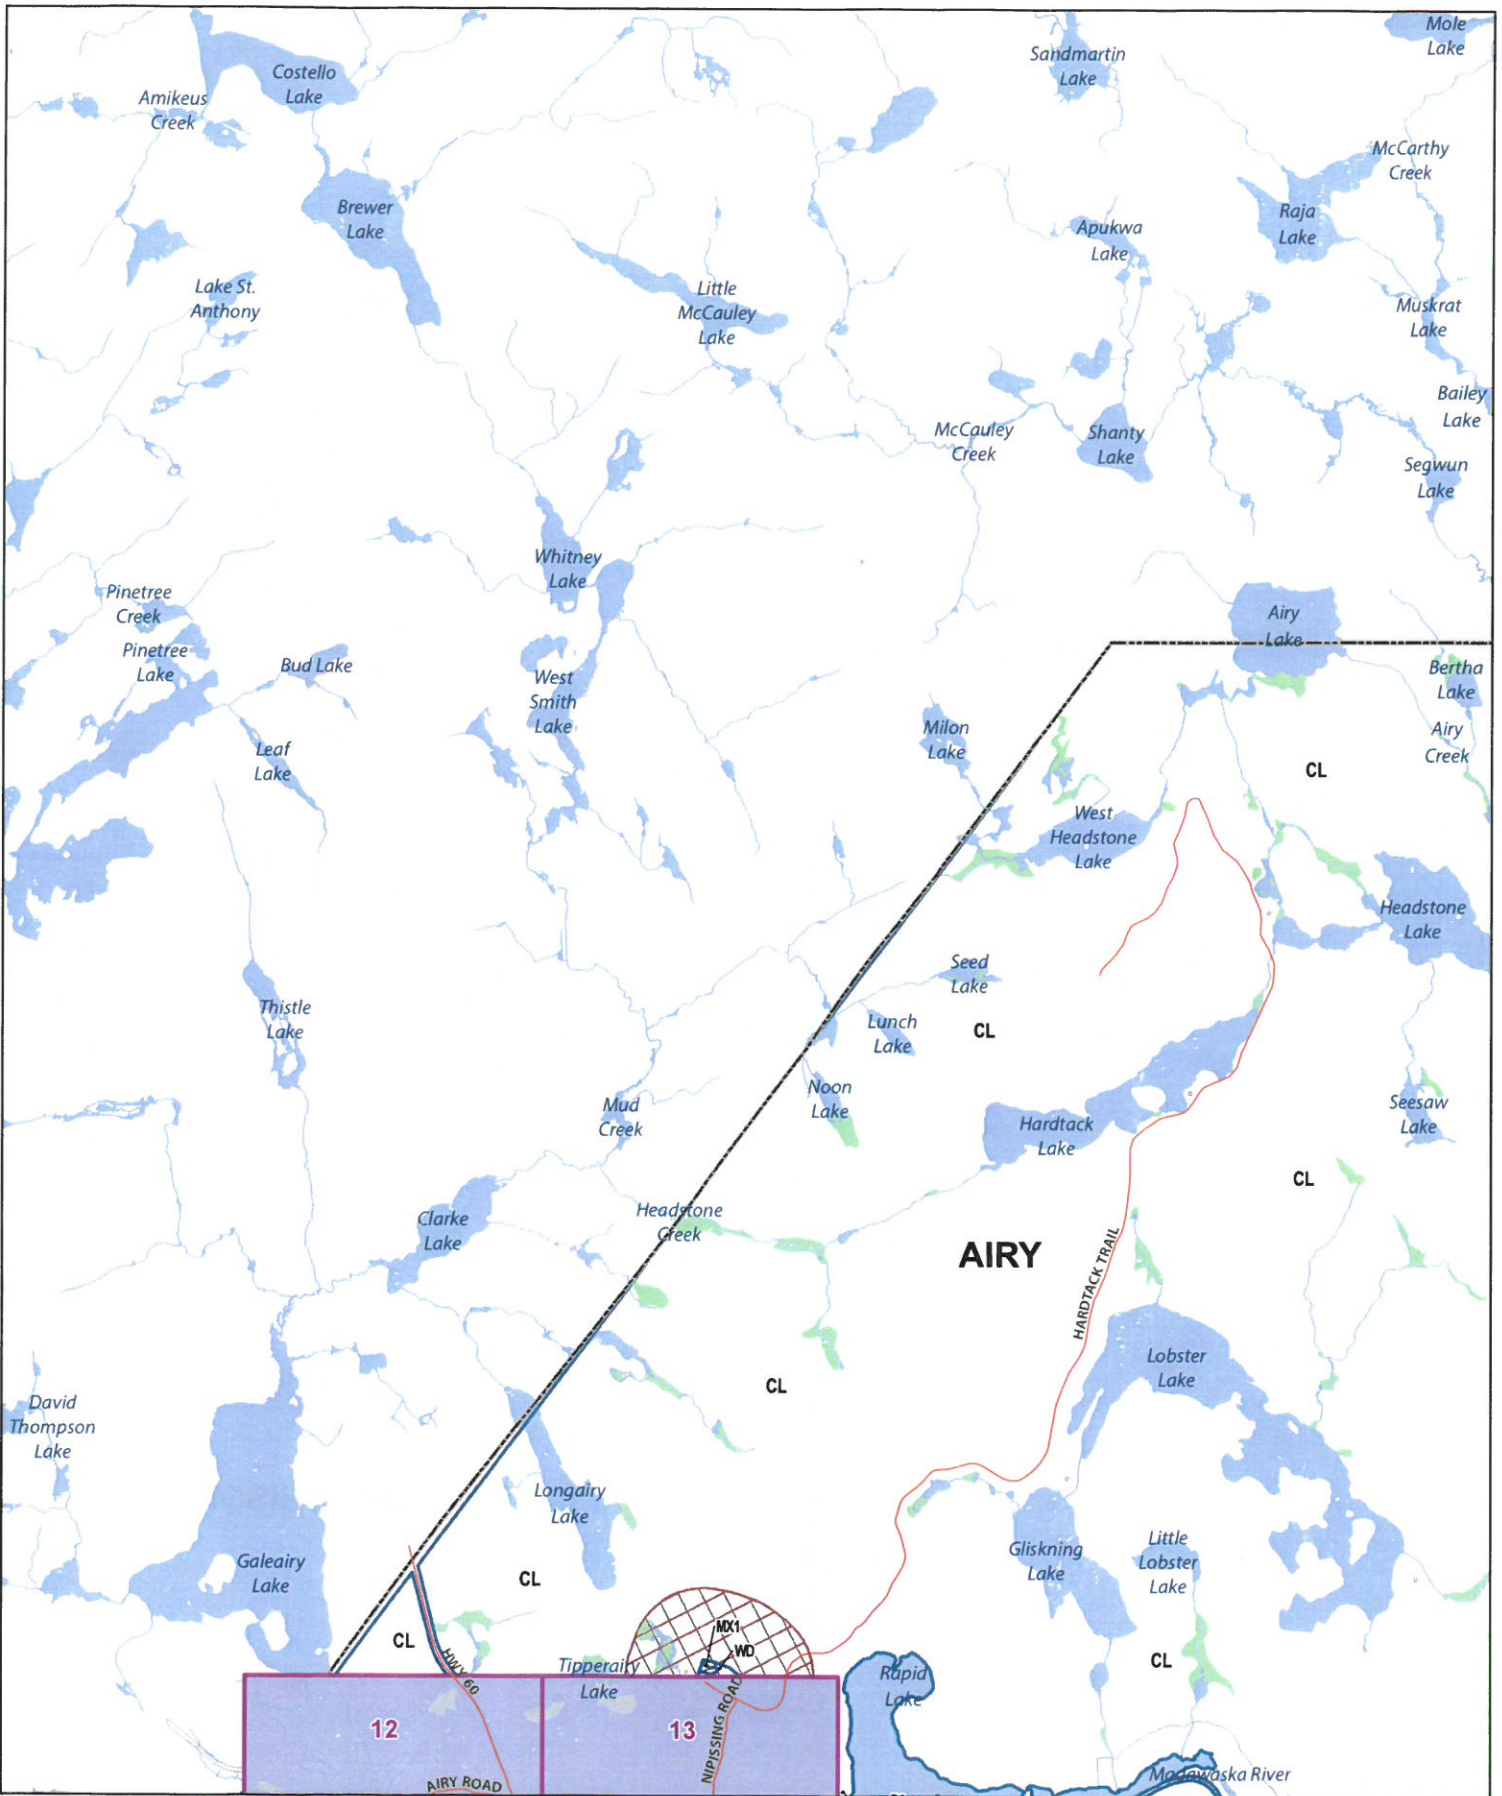 Mole
Lake
Sandmartin
Lake
Costello
Lake
Amikeus
Creek
McCarthy
Creek
Brewer
Lake
Raja
Lake
Apukwa
Lake
Lake St.
Anthony
Little
McCauley
Lake
Muskrat
Lake
Bailey
Lake
McCauley
Creek
Shanty
Lake
Segwun
Lake
Whitney
Lake
Pinetree
Creek
Airy
Lake
Pinetree
Lake
Bud Lake
West
Smith
Lake
Bertha
Lake
Milon
Lake
Airy
Creek
Leaf
Lake
CL
West
Headstone
Lake
Headstone
Lake
Seed
Lake
Thistle
Lake
Lunch
Lake
CL
Noon
Lake
Mud
Creek
Hardtack
Lake
Seesaw
Lake
CL
Headstone
Creek
Clarke
Lake
AIRY
HARDTACK TRAIL
Lobster
Lake
CL
David
Thompson
Lake
Longairy
Lake
Galeairy
Lake
Gliskning
Lake
Little
Lobster
Lake
CL
MX1
CL
WD
CL
HWY 60
Tipperairy
Lake
Rapid
Lake
12
13
NIPISSING ROAD
AIRY ROAD
Madawaska River